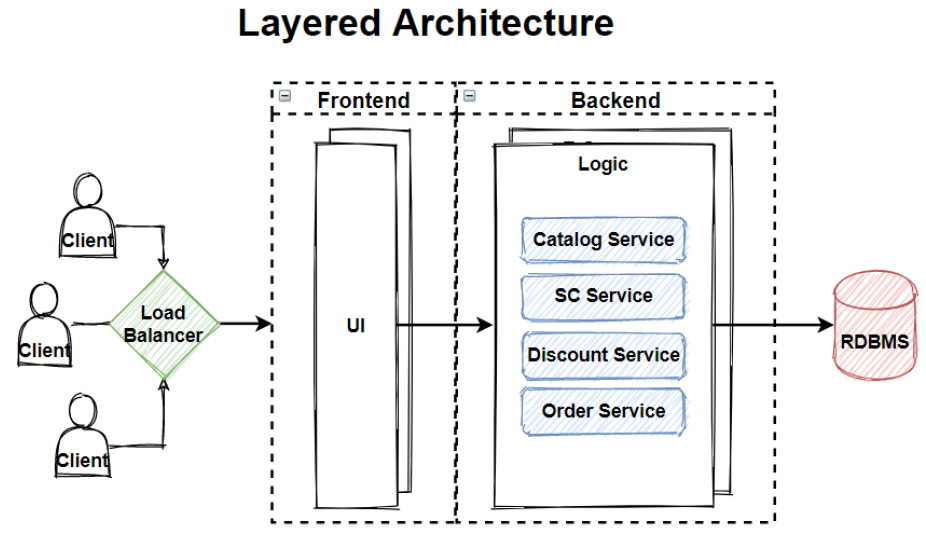 Layered Architecture
Frontend
Backend
Logic
Client
Catalog Service
SC Service
Load
Balancer
Client
UI
Discount Service
RDBMS
Order Service
Client